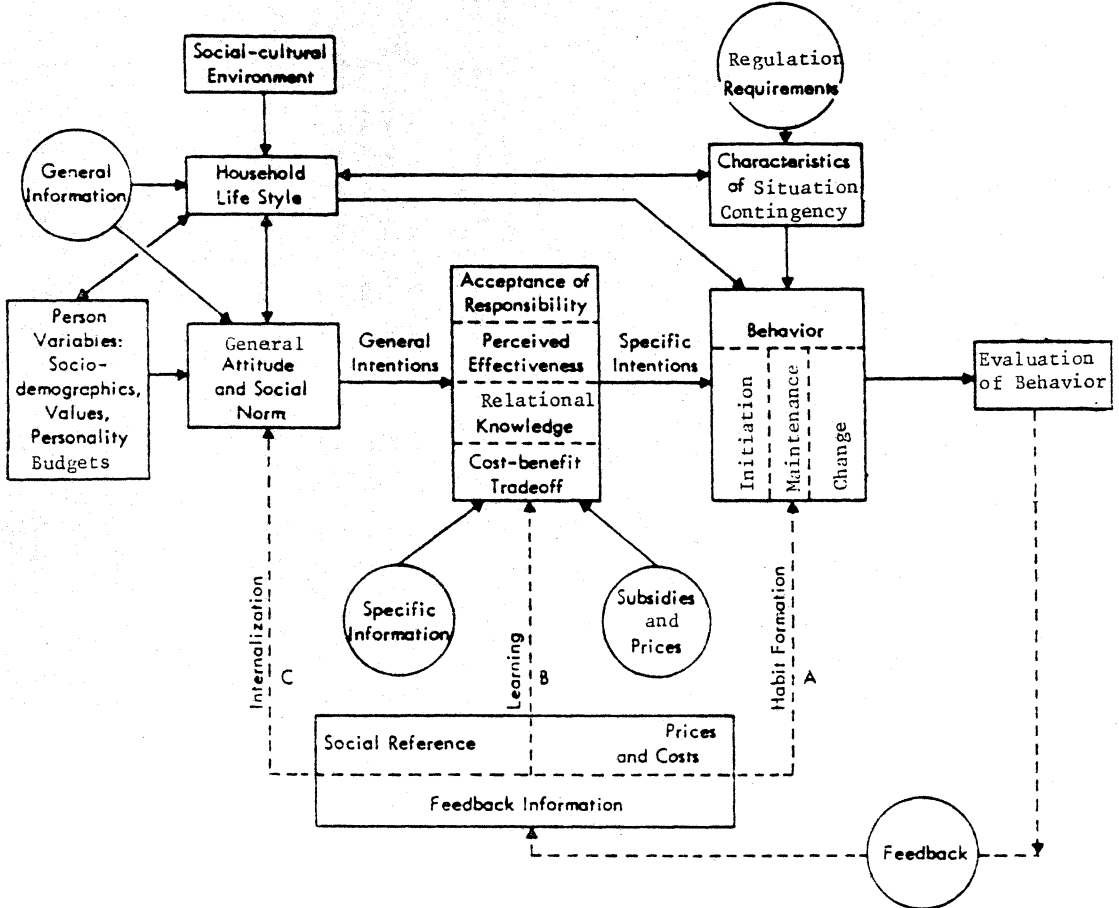 Social-cultural
Environment
Regulation
Requirements
General
Information
Household
Life Style
Characteristics
of Situation
Contingency
Person
Variables:
Socio-
demographics,
Values,
Personality
Budgets
General
Attitude
and Social
Norm
General
Intentions
Acceptance of
Responsibility
Perceived
Effectiveness
Relational
Knowledge
Cost-benefit
Tradeoff
Specific
Intentions
Behavior
Initiation
Maintenance
Change
Evaluation
of Behavior
Specific
Information
Subsidies
and
Prices
Internalization
C
Learning
B
Habit Formation
A
Social Reference
Prices
and Costs
Feedback Information
Feedback